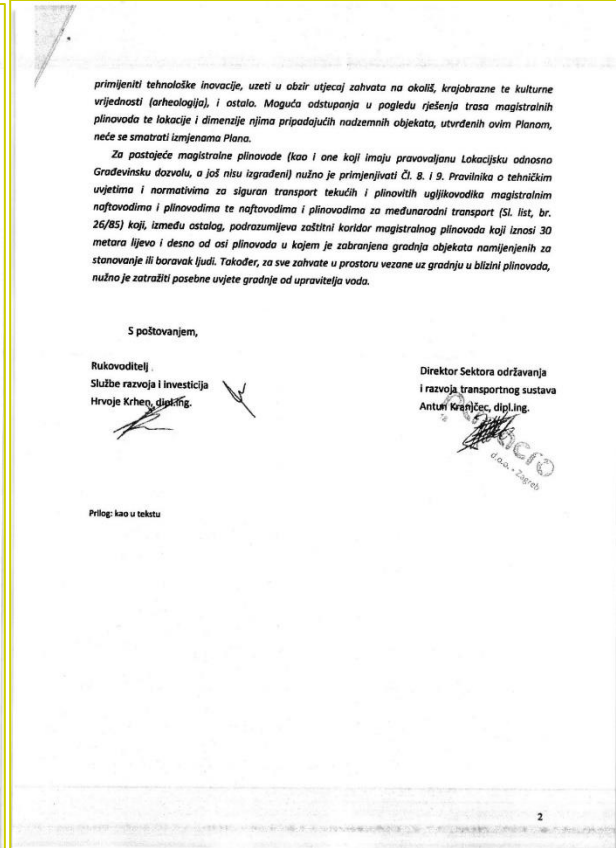 primijeniti tehnološke inovacije, uzeti u obzir utjecaj zahvata na okoliš, krajobrazne te kulturne
vrijednosti (arheologija), i ostalo. Moguća odstupanja u pogledu rješenja trasa magistralnih
plinovoda te lokacije i dimenzije njima pripadajućih nadzemnih objekata, utvrđenih ovim Planom,
neće se smatrati izmjenama Plana.
Za postojeće magistralne plinovode (kao i one koji imaju pravovaljanu Lokacijsku odnosno
Građevinsku dozvolu, a još nisu izgrađeni) nužno je primjenjivati Čl. 8. i 9. Pravilnika o tehničkim
uvjetima i normativima za siguran transport tekućih i plinovitih ugljikovodika magistralnim
naftovodima i plinovodima te naftovodima i plinovodima za međunarodni transport (Sl. list, br.
26/85) koji, između ostalog, podrazumijeva zaštitni koridor magistralnog plinovoda koji iznosi 30
metara lijevo i desno od osi plinovoda u kojem je zabranjena gradnja objekata namijenjenih za
stanovanje ili boravak ljudi. Također, za sve zahvate u prostoru vezane uz gradnju u blizini plinovoda,
nužno je zatražiti posebne uvjete gradnje od upravitelja voda.
S poštovanjem,
Rukovoditelj
Službe razvoja i investicija
Hrvoje Krhen, dipl.ing.
Direktor Sektora održavanja
i razvoja transportnog sustava
Antun Kranjčec, dipl.ing.
d.o.o. - Zagreb
Prilog: kao u tekstu
2